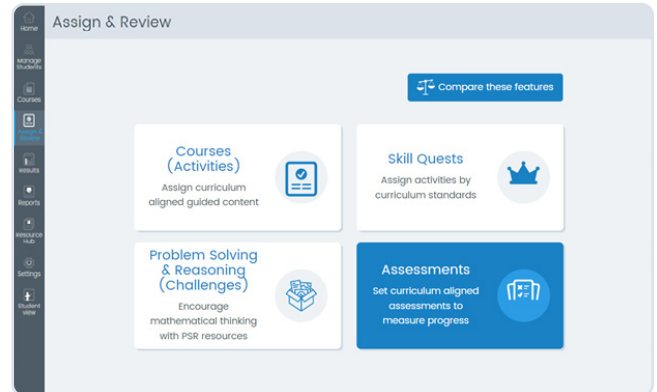 Home
Assign & Review
Manage
Students
Courses
Assign &
Review
Results
Reports
Resource
Hub
Settings
Student
view
Compare these features
Courses
(Activities)
Assign curriculum
aligned guided content
Skill Quests
Assign activities by
curriculum standards
Problem Solving
& Reasoning
(Challenges)
Encourage
mathematical thinking
with PSR resources
Assessments
Set curriculum aligned
assessments to
measure progress